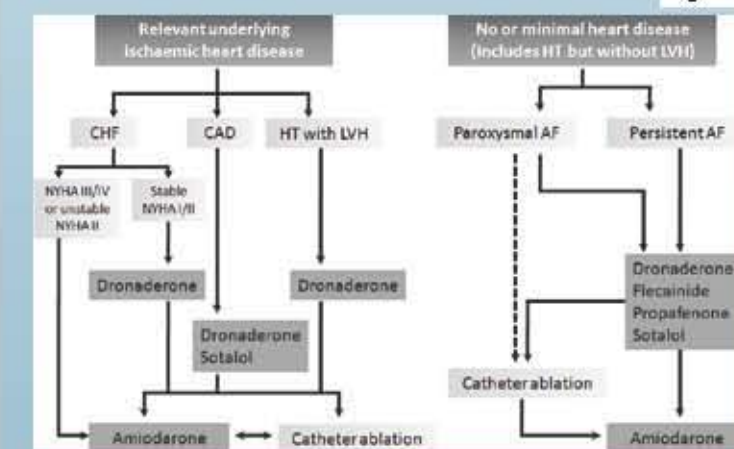 Relevant underlying
ischaemic heart disease
No or minimal heart disease
(Includes HT but without LVH)
CHF
CAD
HT with LVH
Paroxysmal AF
Persistent AF
NYHA III/IV
or unstable
NYHA II
Stable
NYHA I/II
Dronaderone
Dronaderone
Dronaderone
Sotalol
Dronaderone
Flecainide
Propafenone
Sotalol
Catheter ablation
Amiodarone
Catheter ablation
Amiodarone